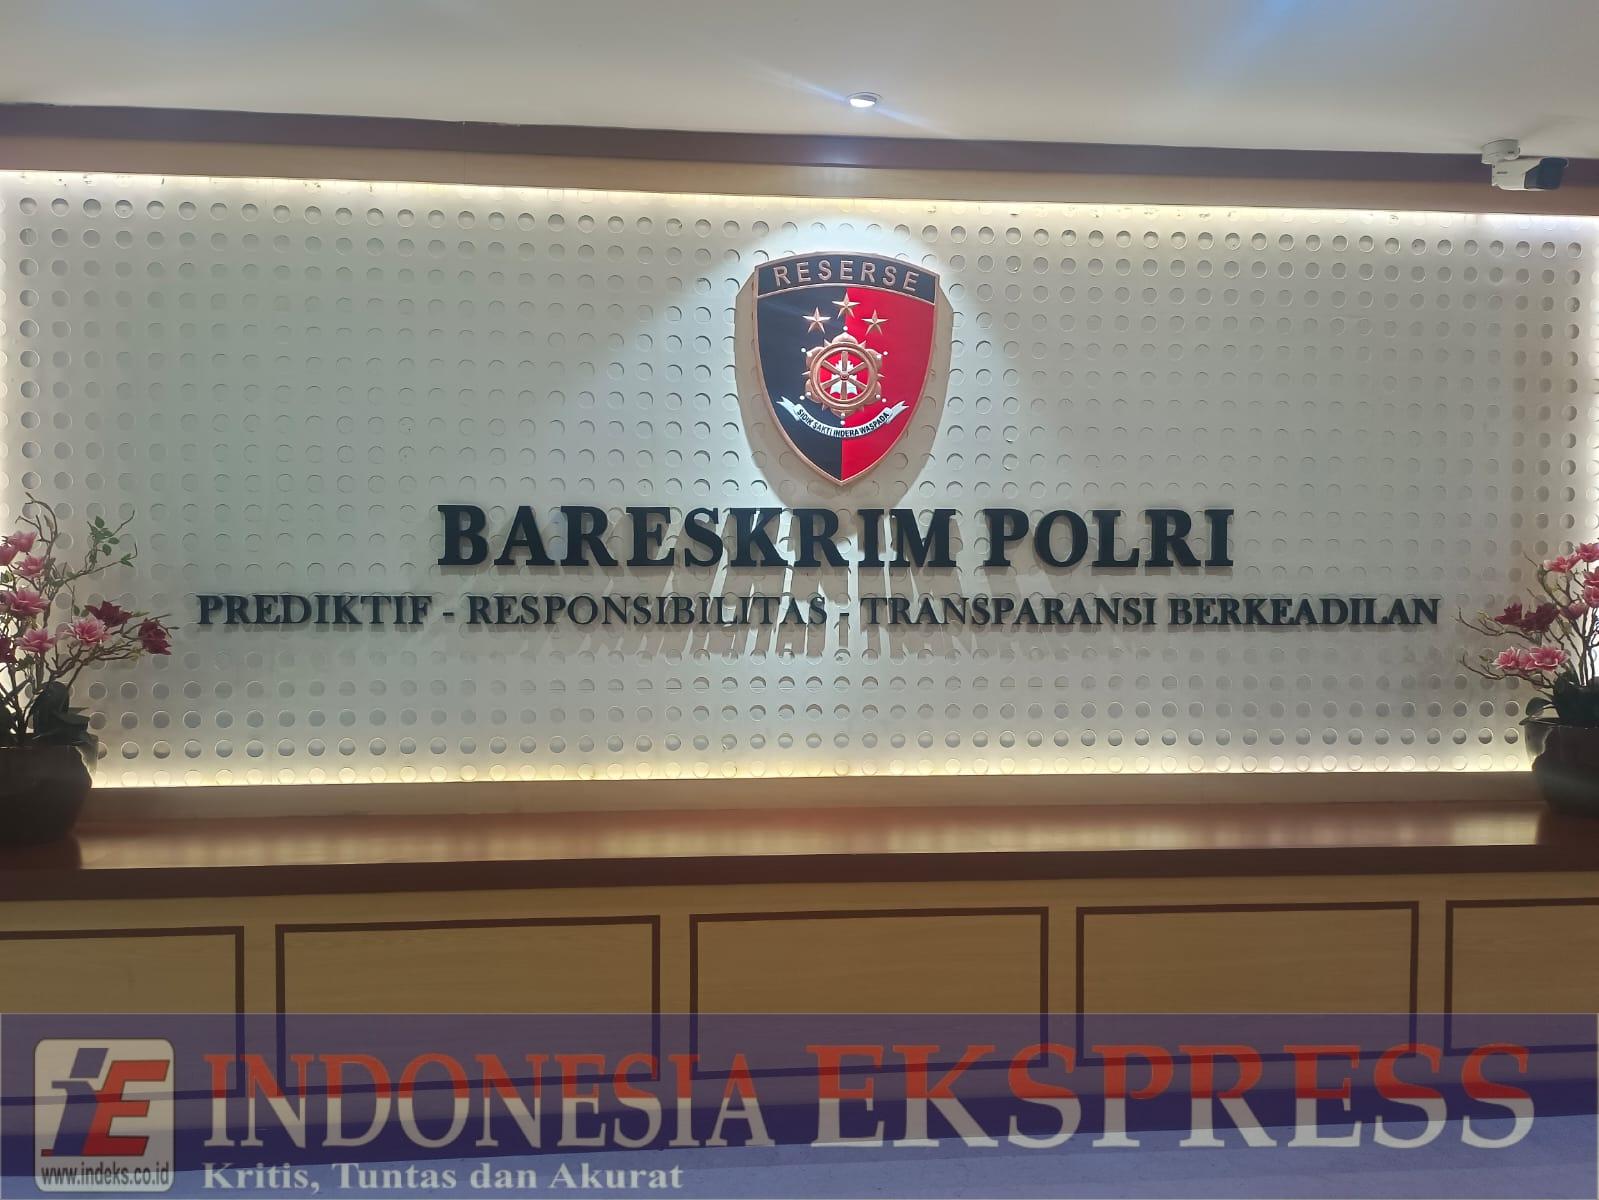 RESERSE
SIDIK SAKTI INDERA WASPADA
BARESKRIM POLRI
PREDIKTIF - RESPONSIBILITAS - TRANSPARANSI BERKEADILAN
iE INDONESIA EKSPRESS
www.indeks.co.id
Kritis, Tuntas dan Akurat